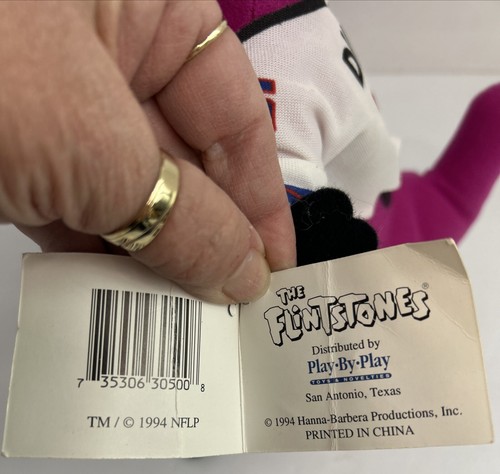 7 35306 30500 8
TM / © 1994 NFLP
THE
FLINTSTONES®
Distributed by
Play·By·Play
TOYS & NOVELTIES
San Antonio, Texas
© 1994 Hanna-Barbera Productions, Inc.
PRINTED IN CHINA